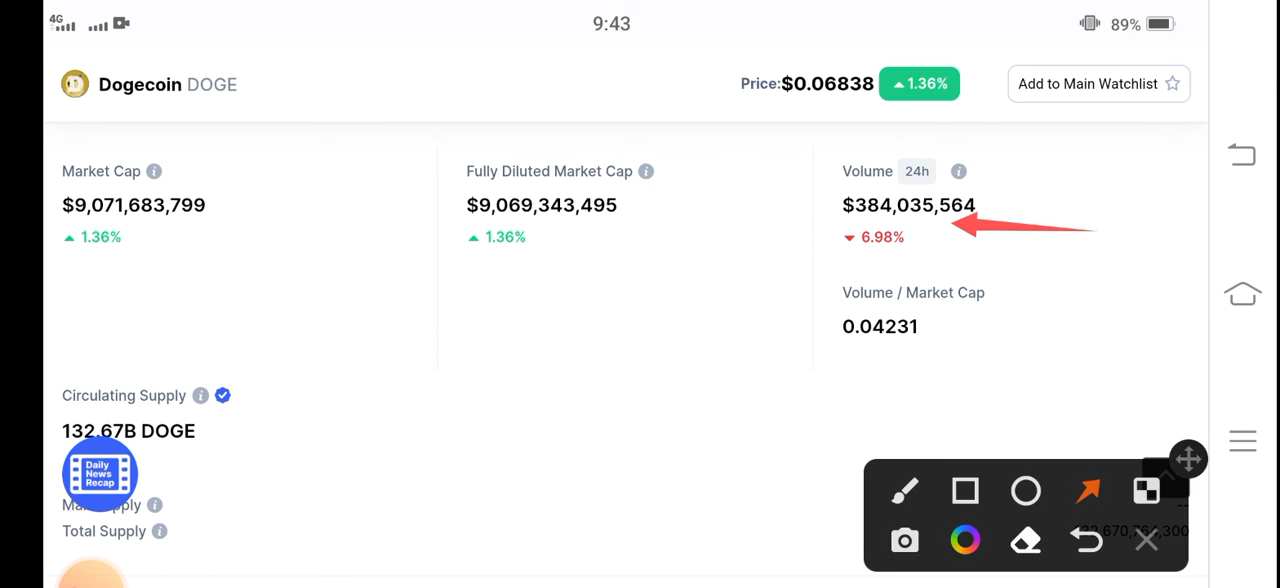 4G
9:43
89%
Dogecoin DOGE
Price:$0.06838 1.36%
Add to Main Watchlist
Market Cap
$9,071,683,799
1.36%
Fully Diluted Market Cap
$9,069,343,495
1.36%
Volume 24h
$384,035,564
6.98%
Volume / Market Cap
0.04231
Circulating Supply
132.67B DOGE
Daily
News
Recap
--
Total Supply